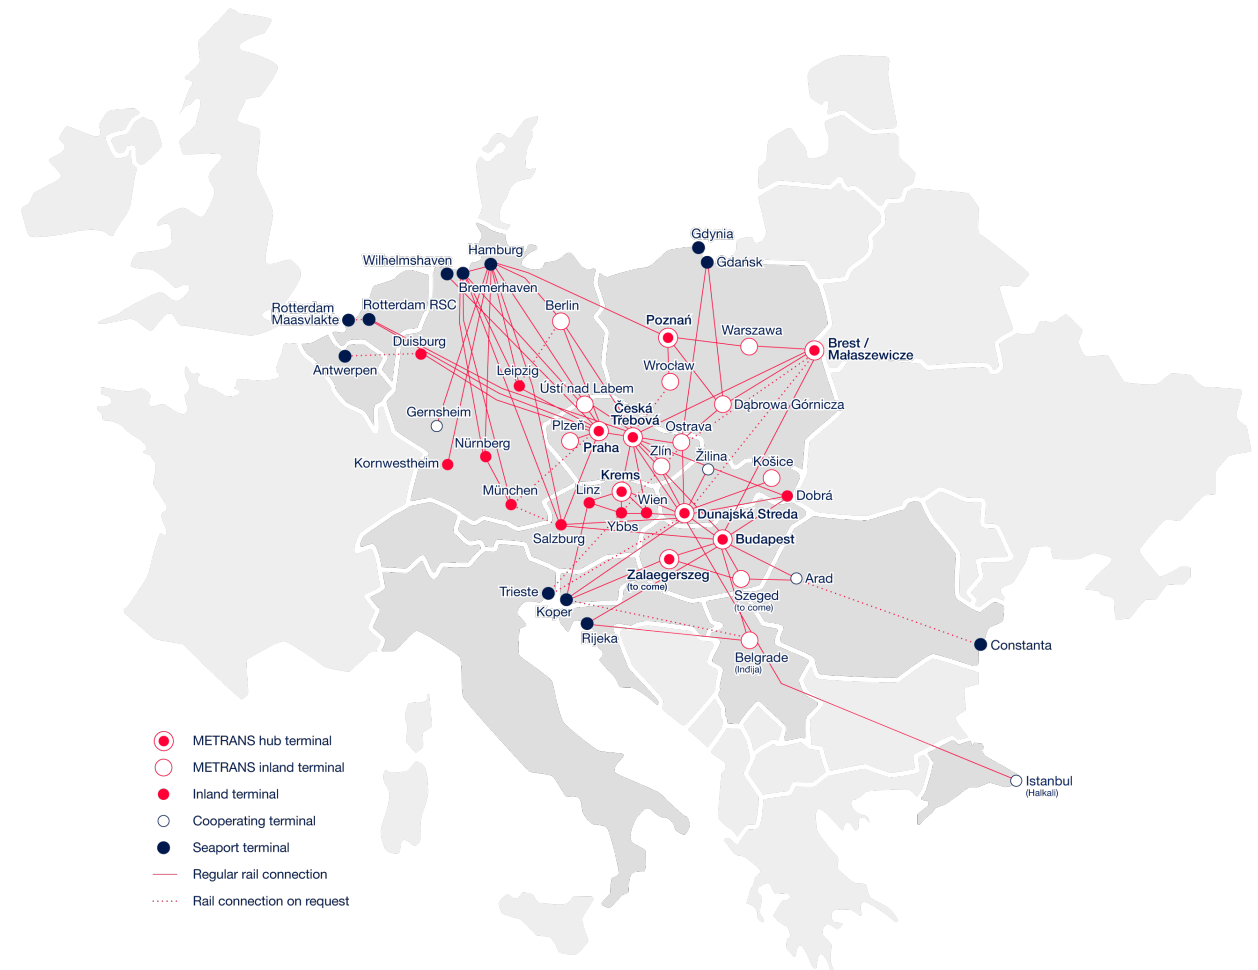 Gdynia
Gdańsk
Hamburg
Wilhelmshaven
Bremerhaven
Rotterdam
Maasvlakte
Rotterdam RSC
Berlin
Poznań
Warszawa
Duisburg
Brest /
Małaszewicze
Antwerpen
Wrocław
Leipzig
Ústí nad Labem
Dąbrowa Górnicza
Gernsheim
Česká
Třebová
Plzeň
Ostrava
Praha
Nürnberg
Zlín
Žilina
Košice
Kornwestheim
Krems
München
Linz
Wien
Dobrá
Ybbs
Dunajská Streda
Salzburg
Budapest
Zalaegerszeg
(to come)
Arad
Trieste
Szeged
(to come)
Koper
Rijeka
Constanta
Belgrade
(Inđija)
METRANS hub terminal
METRANS inland terminal
Inland terminal
Istanbul
(Halkali)
Cooperating terminal
Seaport terminal
Regular rail connection
Rail connection on request